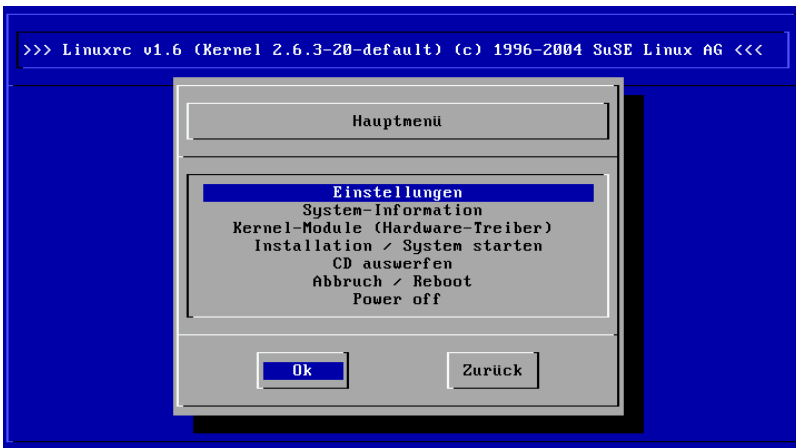 >>> Linuxrc v1.6 (Kernel 2.6.3-20-default) (c) 1996-2004 SuSE Linux AG <<<
Hauptmenü
Einstellungen
System-Information
Kernel-Module (Hardware-Treiber)
Installation / System starten
CD auswerfen
Abbruch / Reboot
Power off
Ok Zurück